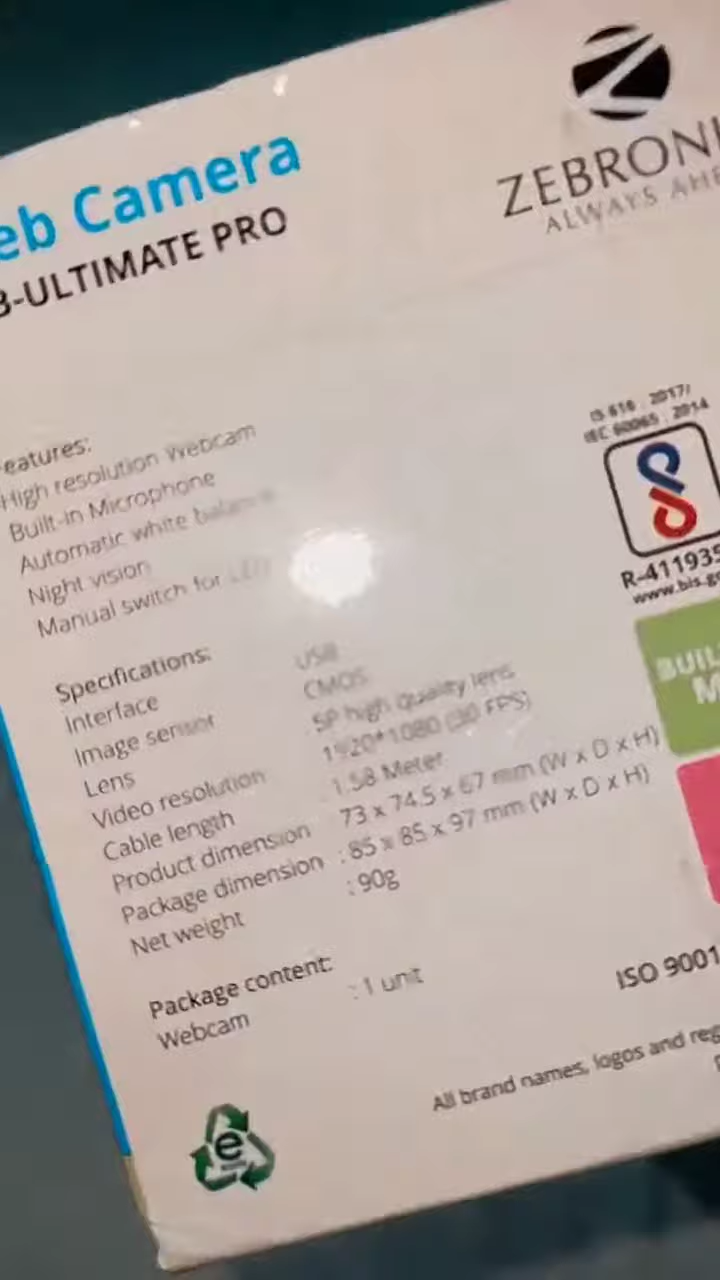 eb Camera
B-ULTIMATE PRO
ZEBRONI
ALWAYS AHE
eatures:
High resolution Webcam
Built-in Microphone
Automatic white balance
Night vision
Manual switch for LED
IS 616 : 2017/
IEC 60065 : 2014
R-411935
www.bis.g
BUIL
M
Specifications:
Interface USB
Image sensor CMOS
Lens : 5P high quality lens
Video resolution 1920*1080 (30 FPS)
Cable length : 1.58 Meter
Product dimension 73 x 74.5 x 67 mm (W x D x H)
Package dimension : 85 x 85 x 97 mm (W x D x H)
Net weight : 90g
Package content:
Webcam : 1 unit
ISO 9001
All brand names, logos and reg
e